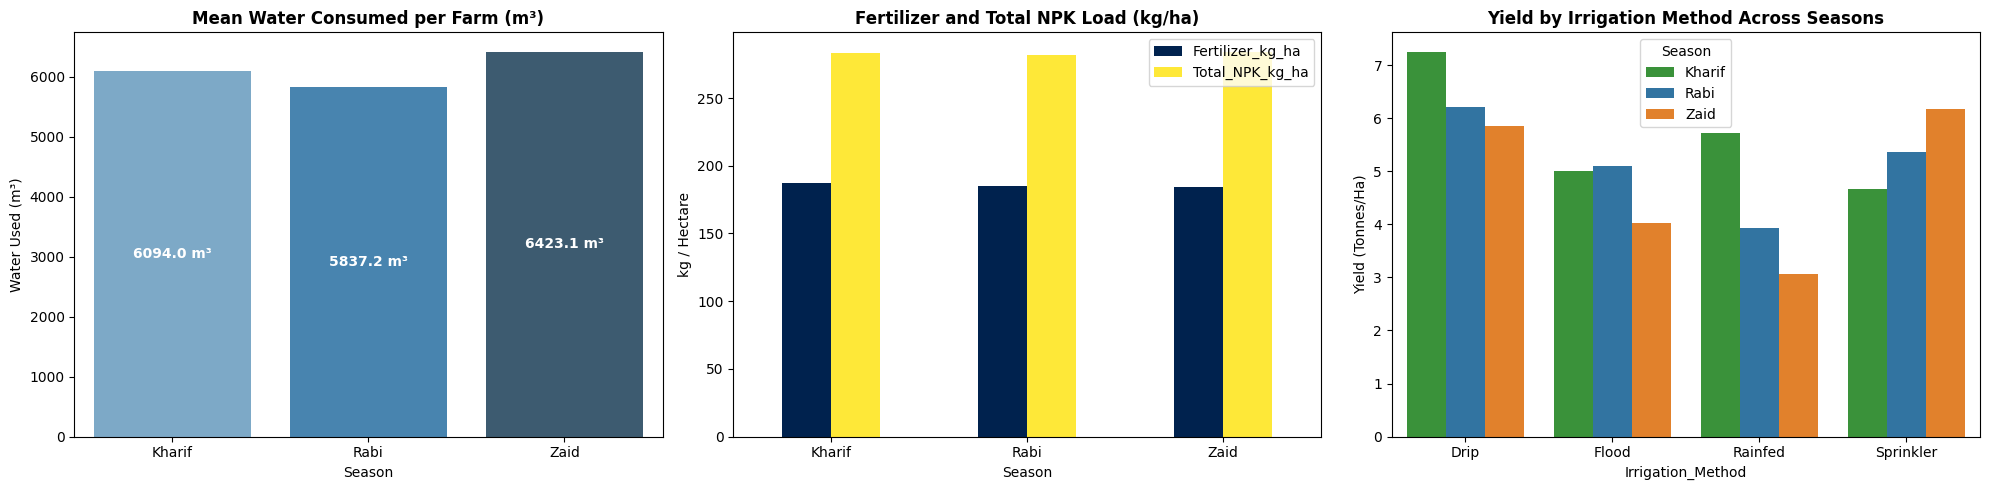 Mean Water Consumed per Farm (m³)
Water Used (m³)
6000
5000
4000
3000
2000
1000
0
6094.0 m³
5837.2 m³
6423.1 m³
Kharif
Rabi
Zaid
Season
Fertilizer and Total NPK Load (kg/ha)
kg / Hectare
250
200
150
100
50
0
Fertilizer_kg_ha
Total_NPK_kg_ha
Kharif
Rabi
Zaid
Season
Yield by Irrigation Method Across Seasons
Yield (Tonnes/Ha)
7
6
5
4
3
2
1
0
Season
Kharif
Rabi
Zaid
Drip
Flood
Rainfed
Sprinkler
Irrigation_Method